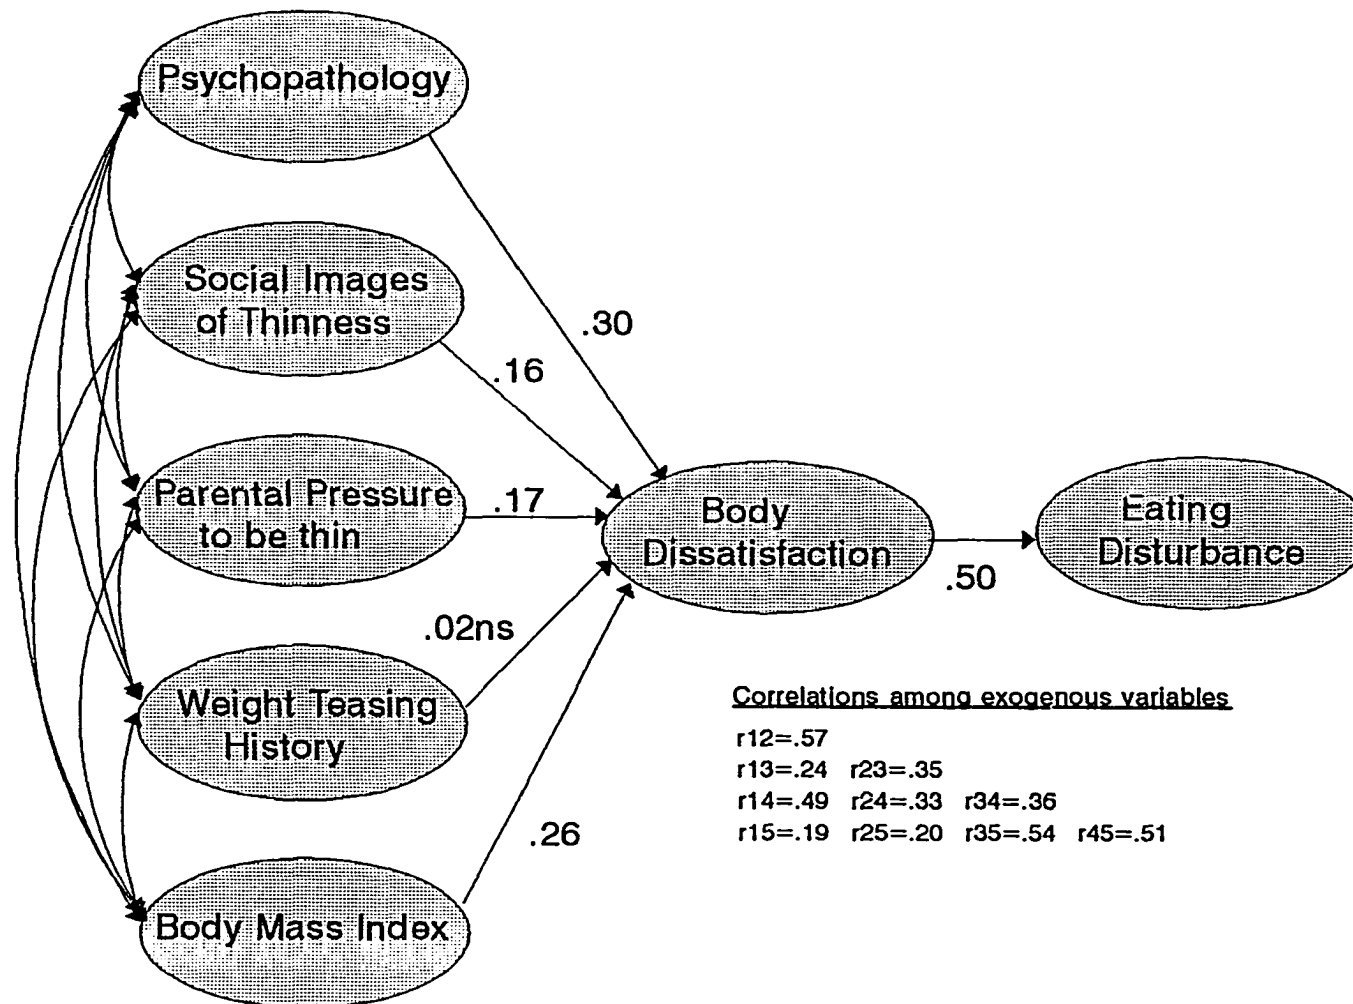 Psychopathology
Social Images
of Thinness
.30
.16
Parental Pressure
to be thin
.17
Body
Dissatisfaction
Eating
Disturbance
.50
.02ns
Weight Teasing
History
.26
Body Mass Index
Correlations among exogenous variables
r12=.57
r13=.24 r23=.35
r14=.49 r24=.33 r34=.36
r15=.19 r25=.20 r35=.54 r45=.51